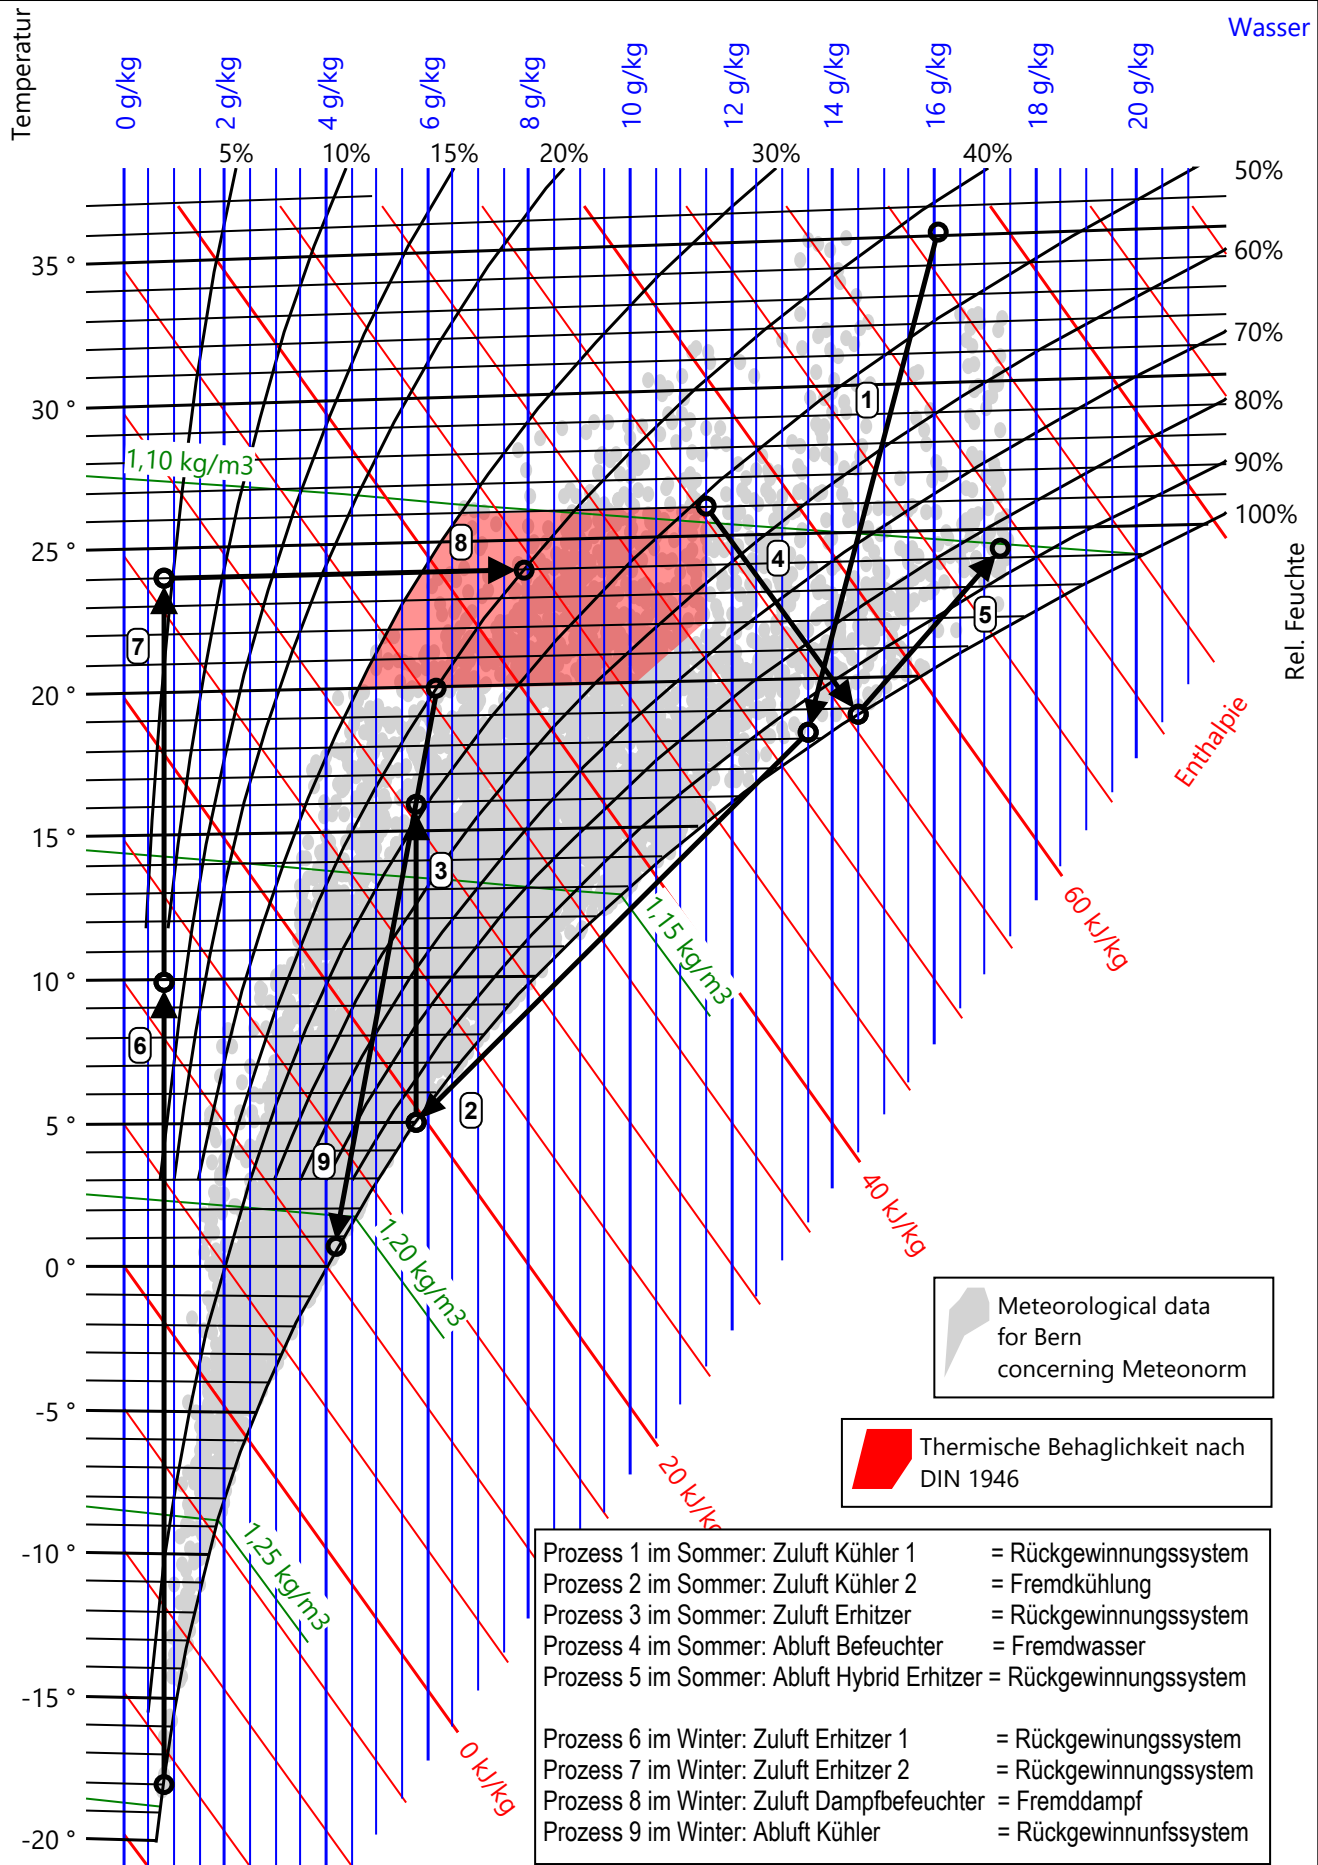 Temperatur
Wasser
0 g/kg
2 g/kg
4 g/kg
6 g/kg
8 g/kg
10 g/kg
12 g/kg
14 g/kg
16 g/kg
18 g/kg
20 g/kg
5%
10%
15%
20%
30%
40%
50%
60%
70%
80%
90%
100%
Rel. Feuchte
35 °
30 °
25 °
20 °
15 °
10 °
5 °
0 °
-5 °
-10 °
-15 °
-20 °
1,10 kg/m3
1,15 kg/m3
1,20 kg/m3
1,25 kg/m3
1
8
4
5
7
3
6
2
9
Enthalpie
60 kJ/kg
40 kJ/kg
20 kJ/kg
0 kJ/kg
Meteorological data
for Bern
concerning Meteonorm
Thermische Behaglichkeit nach
DIN 1946
Prozess 1 im Sommer: Zuluft Kühler 1 = Rückgewinnungssystem
Prozess 2 im Sommer: Zuluft Kühler 2 = Fremdkühlung
Prozess 3 im Sommer: Zuluft Erhitzer = Rückgewinnungssystem
Prozess 4 im Sommer: Abluft Befeuchter = Fremdwasser
Prozess 5 im Sommer: Abluft Hybrid Erhitzer = Rückgewinnungssystem
Prozess 6 im Winter: Zuluft Erhitzer 1 = Rückgewinungssystem
Prozess 7 im Winter: Zuluft Erhitzer 2 = Rückgewinnungssystem
Prozess 8 im Winter: Zuluft Dampfbefeuchter = Fremddampf
Prozess 9 im Winter: Abluft Kühler = Rückgewinnunfssystem